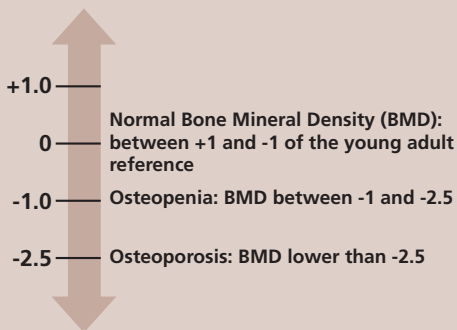 +1.0
Normal Bone Mineral Density (BMD):
0 between +1 and -1 of the young adult
reference
-1.0 Osteopenia: BMD between -1 and -2.5
-2.5 Osteoporosis: BMD lower than -2.5